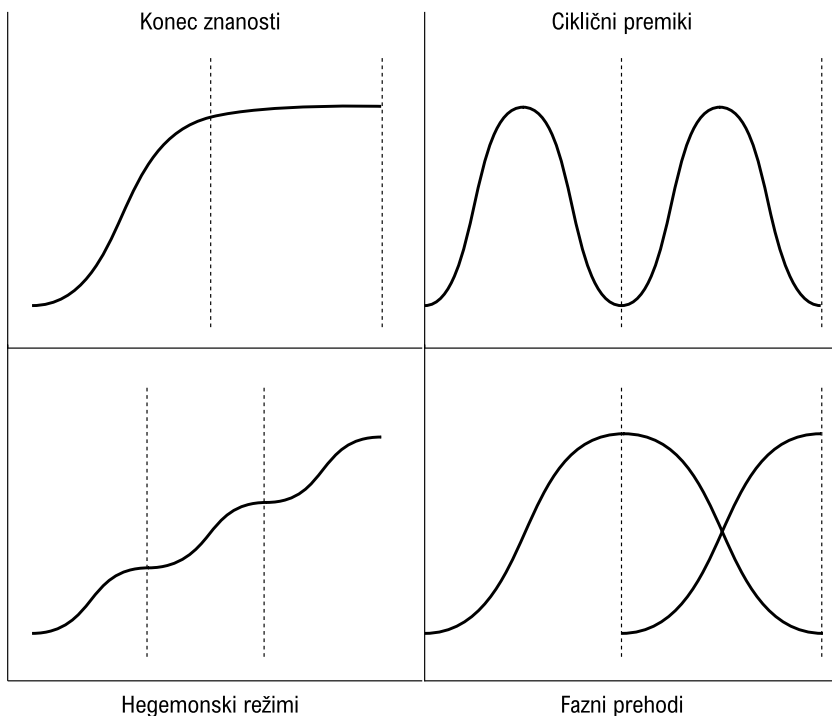 Konec znanosti
Ciklični premiki
Hegemonski režimi
Fazni prehodi